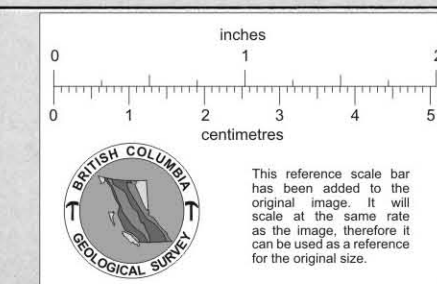 inches
0 1 2
0 1 2 3 4 5
centimetres
BRITISH COLUMBIA
GEOLOGICAL SURVEY
This reference scale bar
has been added to the
original image. It will
scale at the same rate
as the image, therefore it
can be used as a reference
for the original size.